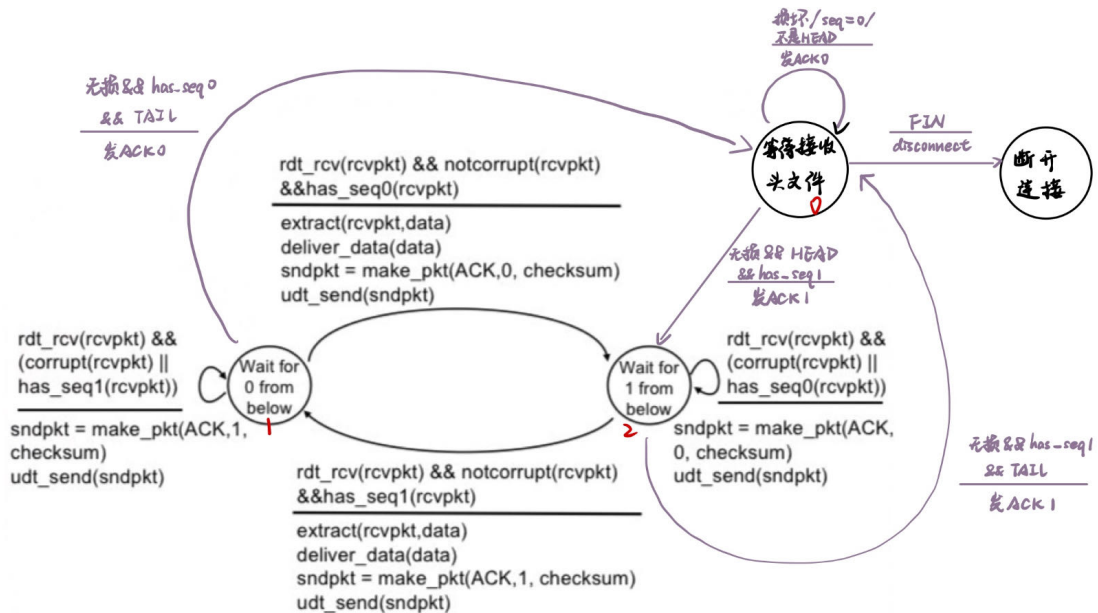 损坏/seq=0/
不是HEAD
发ACK0
无损&& has_seq0
&& TAIL
发ACK0
等待接收
头文件
0
FIN
disconnect
断开
连接
rdt_rcv(rcvpkt) && notcorrupt(rcvpkt)
&&has_seq0(rcvpkt)
extract(rcvpkt,data)
deliver_data(data)
sndpkt = make_pkt(ACK,0, checksum)
udt_send(sndpkt)
无损&& HEAD
&& has_seq1
发ACK1
rdt_rcv(rcvpkt) &&
(corrupt(rcvpkt) ||
has_seq1(rcvpkt))
sndpkt = make_pkt(ACK,1,
checksum)
udt_send(sndpkt)
Wait for
0 from
below
1
Wait for
1 from
below
2
rdt_rcv(rcvpkt) &&
(corrupt(rcvpkt) ||
has_seq0(rcvpkt))
sndpkt = make_pkt(ACK,
0, checksum)
udt_send(sndpkt)
rdt_rcv(rcvpkt) && notcorrupt(rcvpkt)
&&has_seq1(rcvpkt)
extract(rcvpkt,data)
deliver_data(data)
sndpkt = make_pkt(ACK,1, checksum)
udt_send(sndpkt)
无损&& has_seq1
&& TAIL
发ACK1